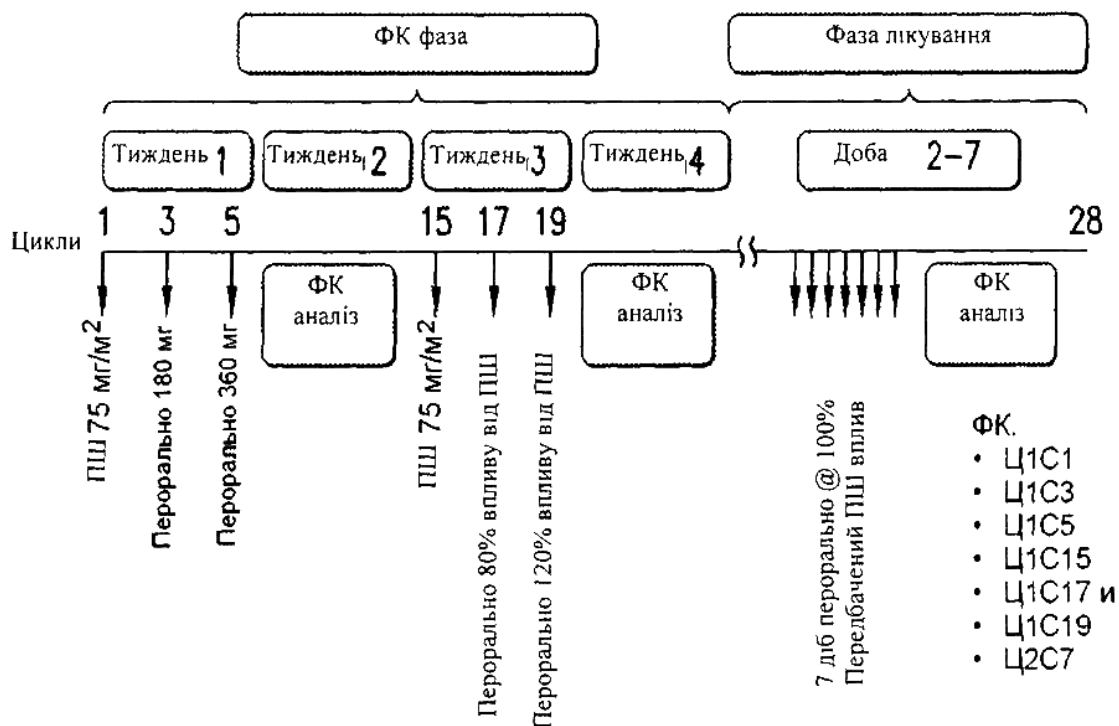 ФК фаза
Фаза лікування
Тиждень 1
Тиждень 2
Тиждень 3
Тиждень 4
Доба 2-7
Цикли
1
3
5
15
17
19
28
ПШ 75 мг/м²
Перорально 180 мг
Перорально 360 мг
ФК
аналіз
ПШ 75 мг/м²
Перорально 80% впливу від ПШ
Перорально 120% впливу від ПШ
ФК
аналіз
7 діб перорально @ 100%
Передбачений ПШ вплив
ФК
аналіз
ФК.
• Ц1С1
• Ц1С3
• Ц1С5
• Ц1С15
• Ц1С17 и
• Ц1С19
• Ц2С7